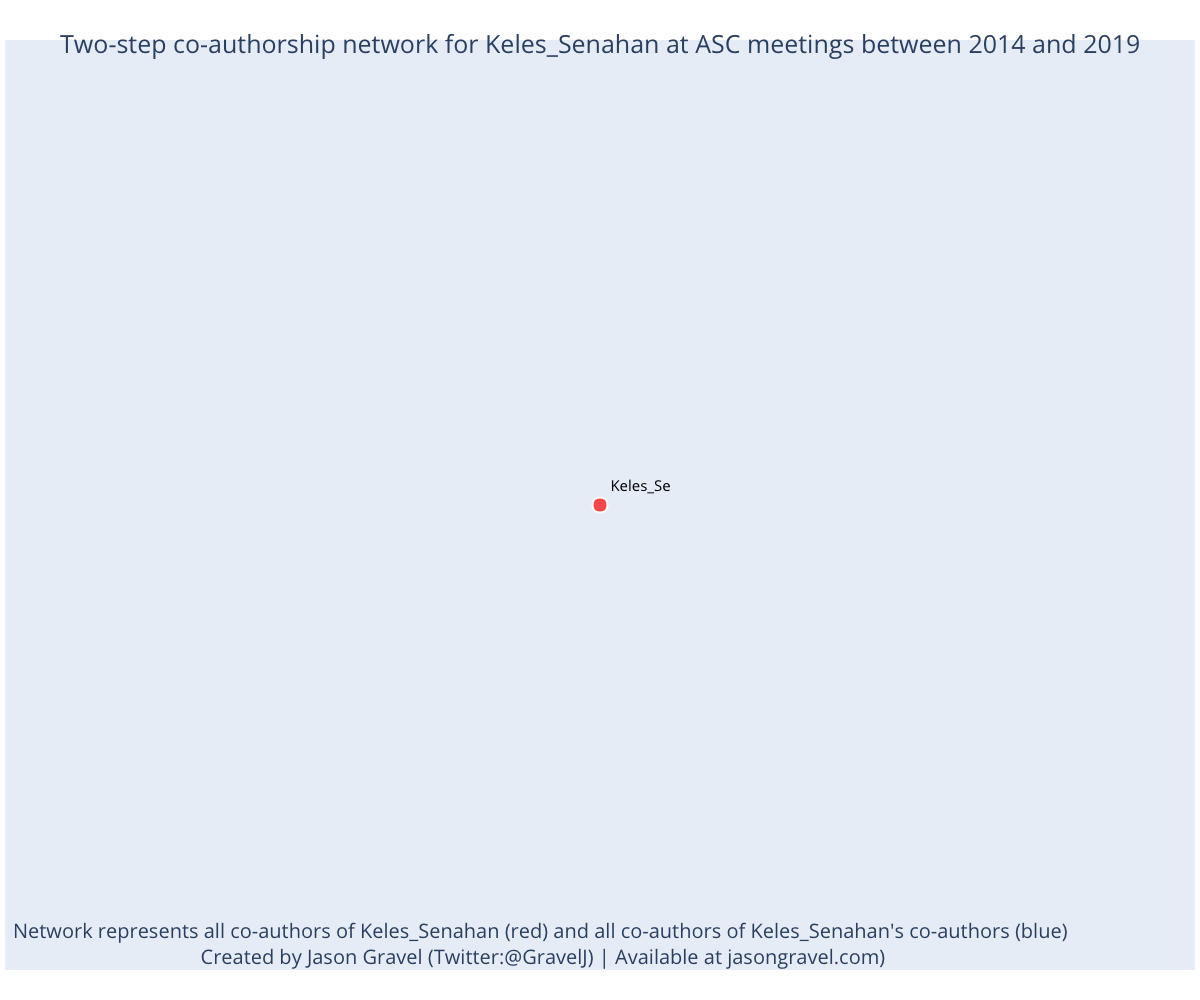 Two-step co-authorship network for Keles_Senahan at ASC meetings between 2014 and 2019
Keles_Se
Network represents all co-authors of Keles_Senahan (red) and all co-authors of Keles_Senahan's co-authors (blue)
Created by Jason Gravel (Twitter:@GravelJ) | Available at jasongravel.com)